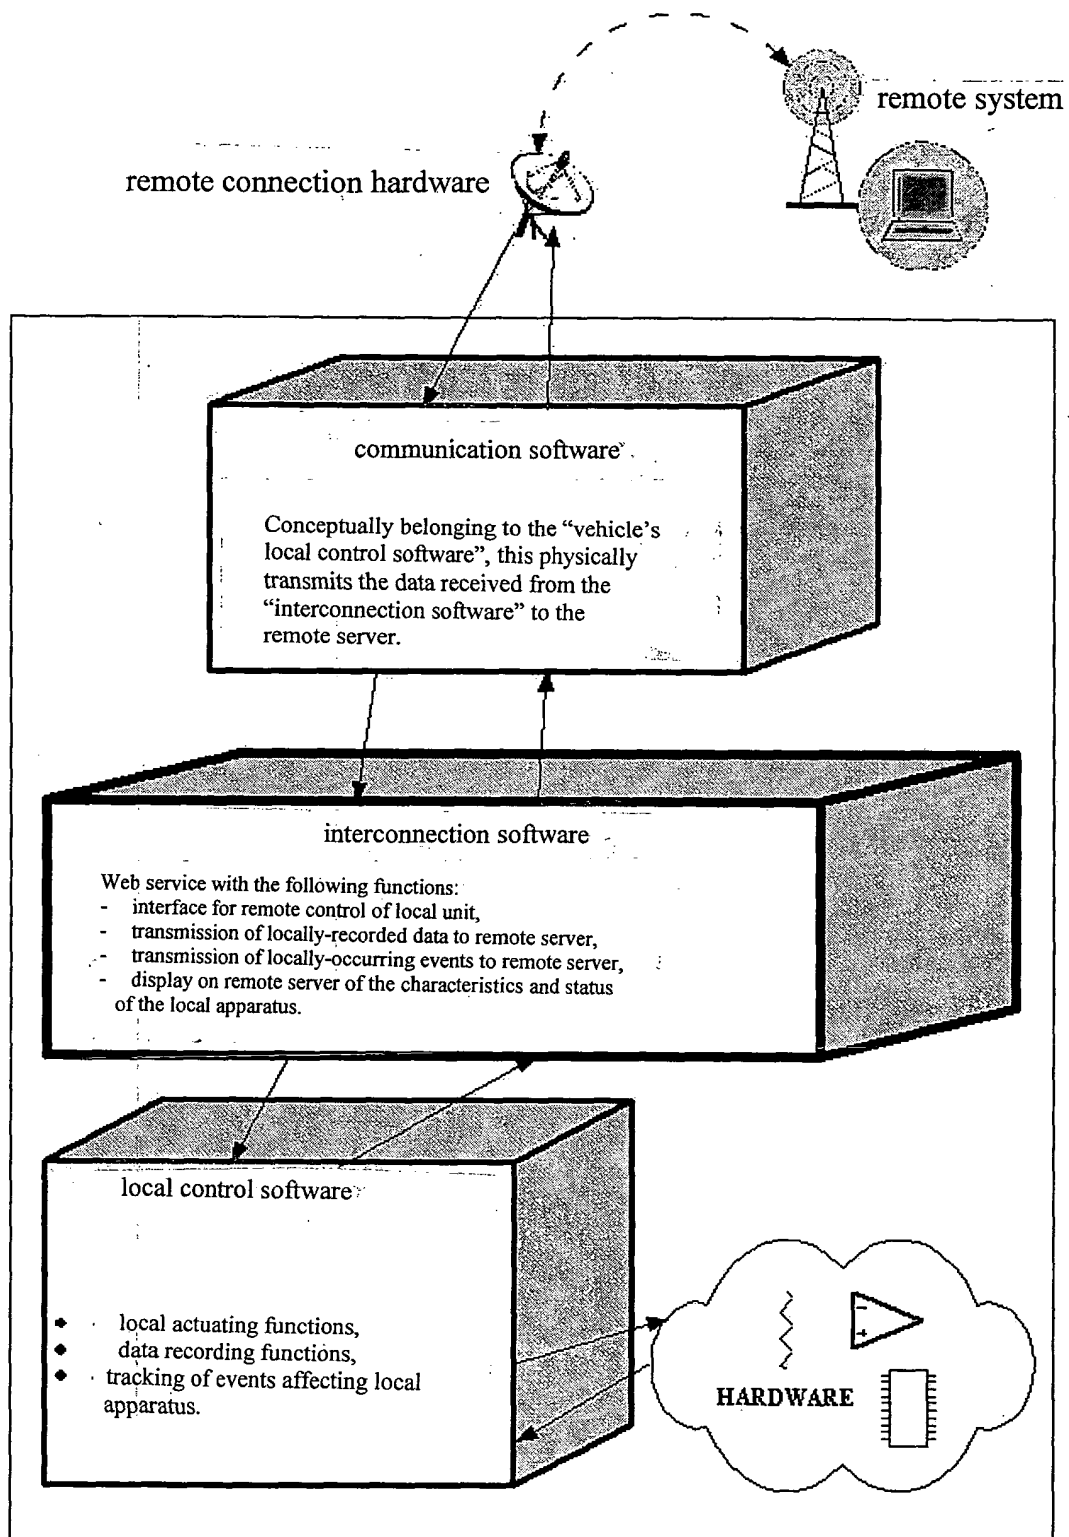 remote system
remote connection hardware
communication software
Conceptually belonging to the “vehicle’s
local control software”, this physically
transmits the data received from the
“interconnection software” to the
remote server.
interconnection software
Web service with the following functions:
- interface for remote control of local unit,
- transmission of locally-recorded data to remote server,
- transmission of locally-occurring events to remote server,
- display on remote server of the characteristics and status
of the local apparatus.
local control software
◆ local actuating functions,
◆ data recording functions,
◆ tracking of events affecting local
apparatus.
HARDWARE